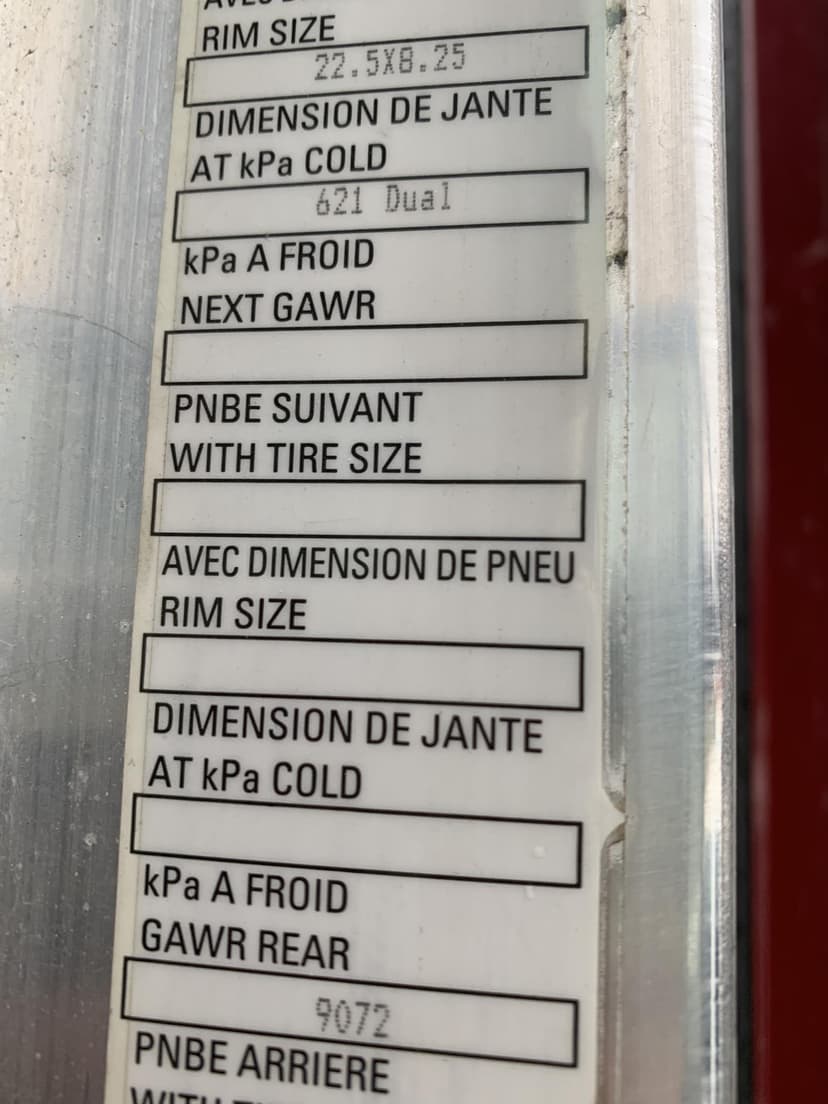 RIM SIZE
22.5X8.25
DIMENSION DE JANTE
AT kPa COLD
621 Dual
kPa A FROID
NEXT GAWR
PNBE SUIVANT
WITH TIRE SIZE
AVEC DIMENSION DE PNEU
RIM SIZE
DIMENSION DE JANTE
AT kPa COLD
kPa A FROID
GAWR REAR
9072
PNBE ARRIERE